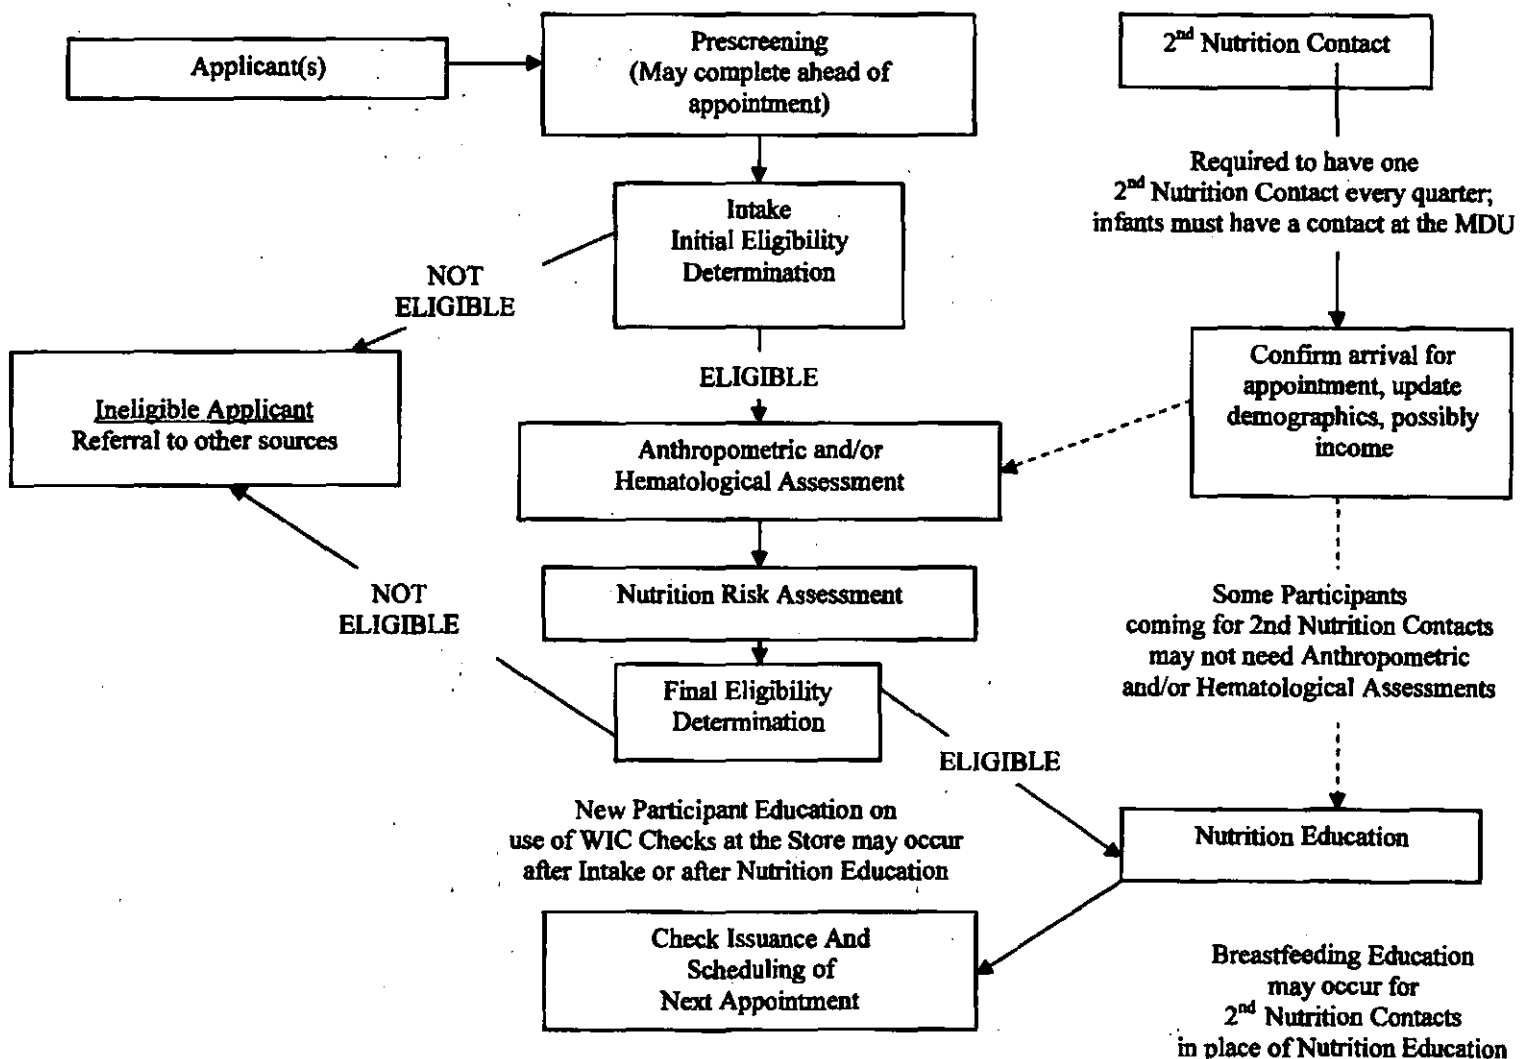 Applicant(s)
Prescreening
(May complete ahead of
appointment)
2nd Nutrition Contact
Required to have one
2nd Nutrition Contact every quarter;
infants must have a contact at the MDU
Intake
Initial Eligibility
Determination
NOT
ELIGIBLE
ELIGIBLE
Ineligible Applicant
Referral to other sources
Confirm arrival for
appointment, update
demographics, possibly
income
Anthropometric and/or
Hematological Assessment
Nutrition Risk Assessment
NOT
ELIGIBLE
Some Participants
coming for 2nd Nutrition Contacts
may not need Anthropometric
and/or Hematological Assessments
Final Eligibility
Determination
ELIGIBLE
New Participant Education on
use of WIC Checks at the Store may occur
after Intake or after Nutrition Education
Nutrition Education
Check Issuance And
Scheduling of
Next Appointment
Breastfeeding Education
may occur for
2nd Nutrition Contacts
in place of Nutrition Education